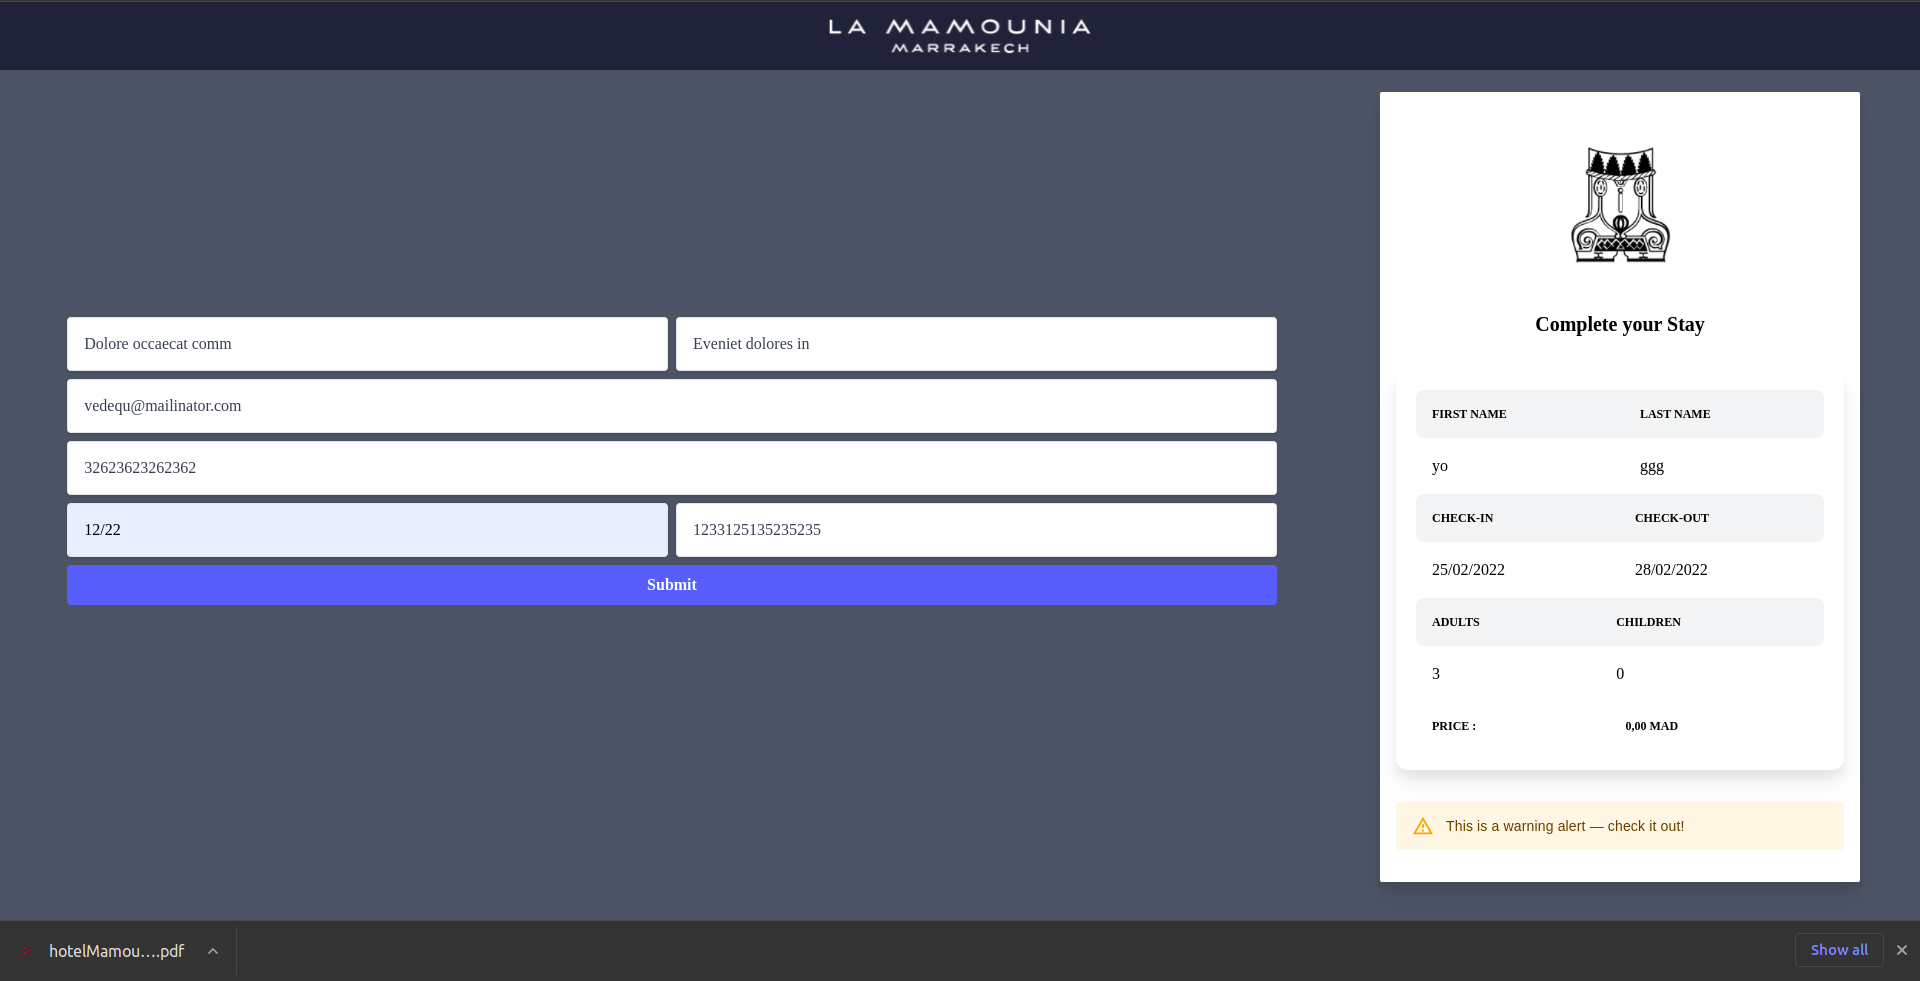 LA MAMOUNIA
MARRAKECH
Dolore occaecat comm
Eveniet dolores in
vedequ@mailinator.com
32623623262362
12/22
1233125135235235
Submit
Complete your Stay
FIRST NAME LAST NAME
yo ggg
CHECK-IN CHECK-OUT
25/02/2022 28/02/2022
ADULTS CHILDREN
3 0
PRICE : 0,00 MAD
This is a warning alert — check it out!
hotelMamou….pdf
Show all